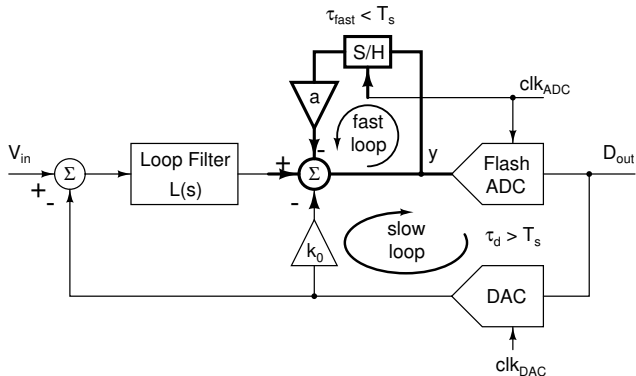 τfast < Ts
S/H
a
clkADC
fast
loop
Vin
Σ
+
-
Loop Filter
L(s)
+
-
Σ
-
y
Flash
ADC
Dout
k0
slow
loop
τd > Ts
DAC
clkDAC